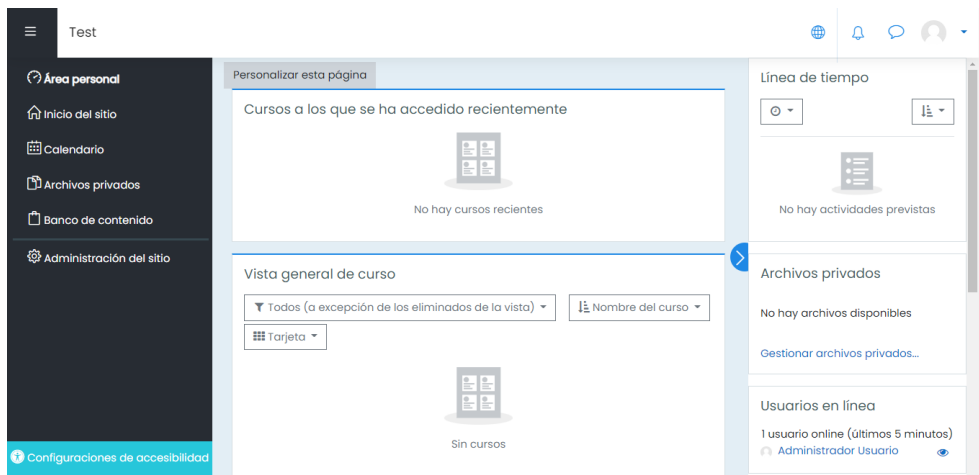 Test
Área personal
Inicio del sitio
Calendario
Archivos privados
Banco de contenido
Administración del sitio
Configuraciones de accesibilidad
Personalizar esta página
Cursos a los que se ha accedido recientemente
No hay cursos recientes
Vista general de curso
Todos (a excepción de los eliminados de la vista)
Nombre del curso
Tarjeta
Sin cursos
Línea de tiempo
No hay actividades previstas
Archivos privados
No hay archivos disponibles
Gestionar archivos privados...
Usuarios en línea
1 usuario online (últimos 5 minutos)
Administrador Usuario